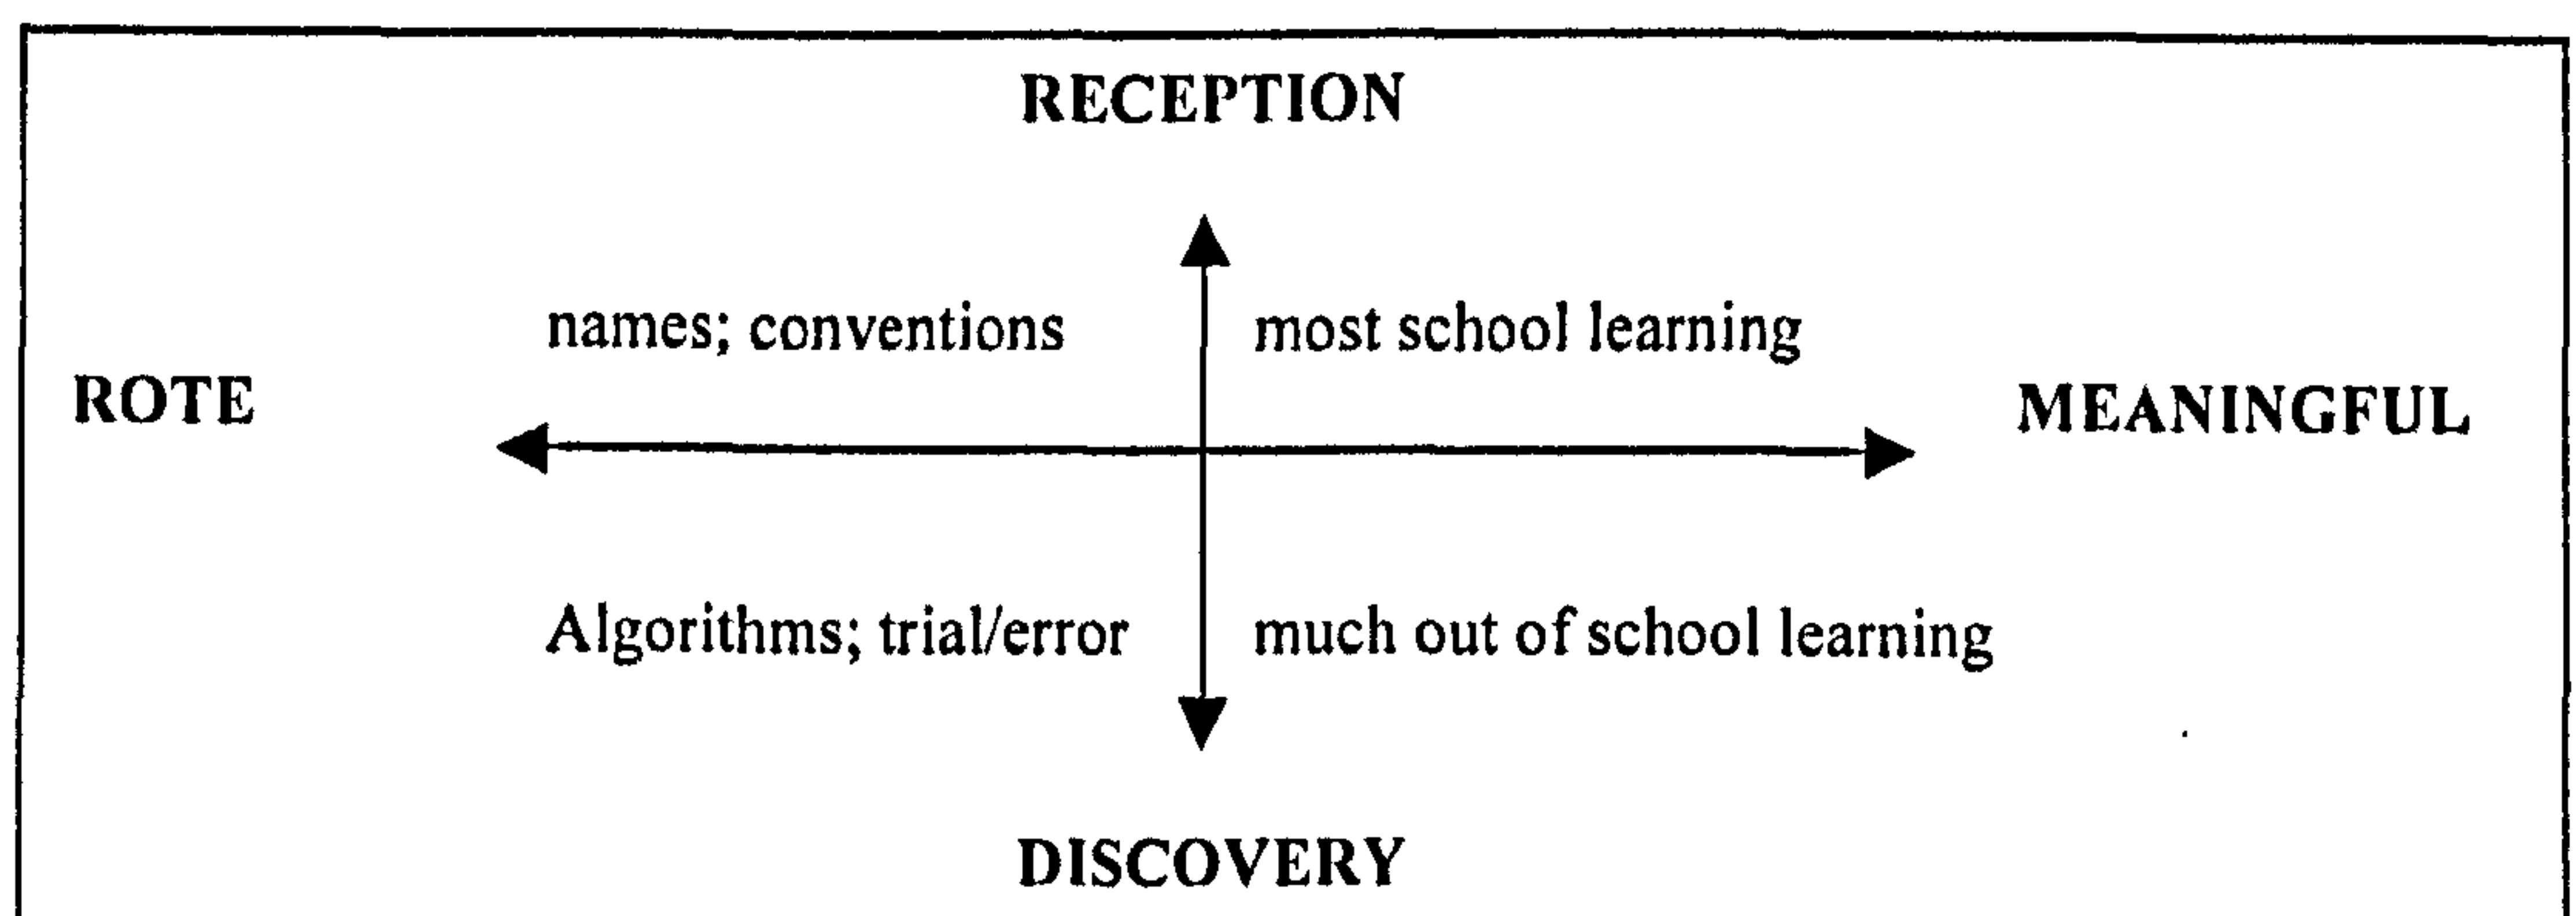 RECEPTION
names; conventions
most school learning
ROTE
MEANINGFUL
Algorithms; trial/error
much out of school learning
DISCOVERY